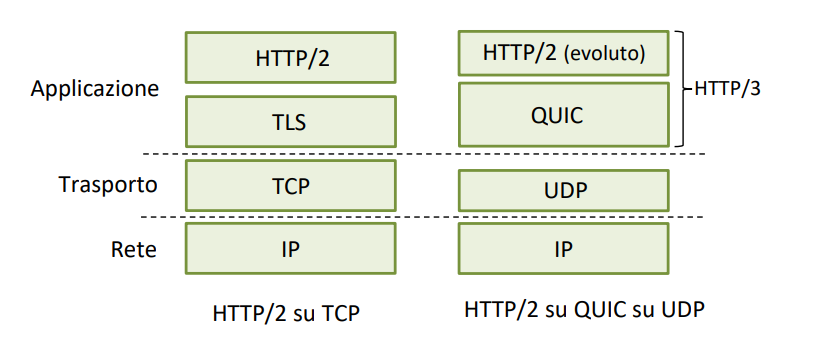 HTTP/2
HTTP/2 (evoluto)
Applicazione
HTTP/3
TLS
QUIC
Trasporto
TCP
UDP
Rete
IP
IP
HTTP/2 su TCP
HTTP/2 su QUIC su UDP